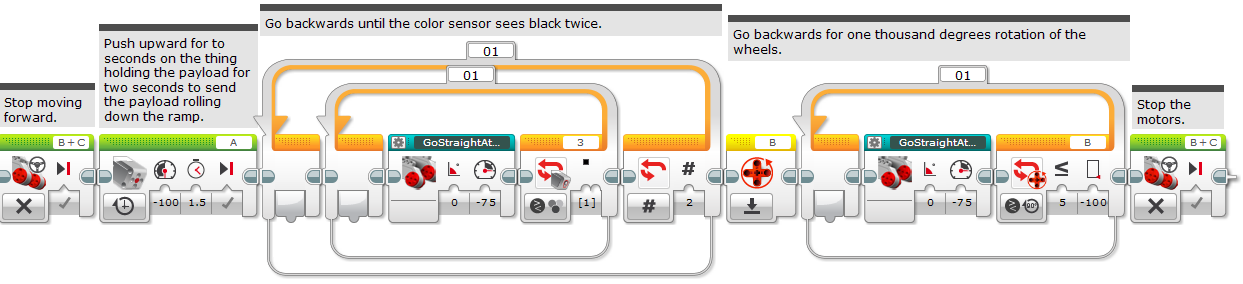 Stop moving
forward.
B + C
Push upward for to
seconds on the thing
holding the payload for
two seconds to send
the payload rolling
down the ramp.
A
-100 1.5
Go backwards until the color sensor sees black twice.
01
01
GoStraightAt...
0 -75
3
[1]
#
# 2
B
Go backwards for one thousand degrees rotation of the
wheels.
01
GoStraightAt...
0 -75
B
≤
5 -100
Stop the
motors.
B + C